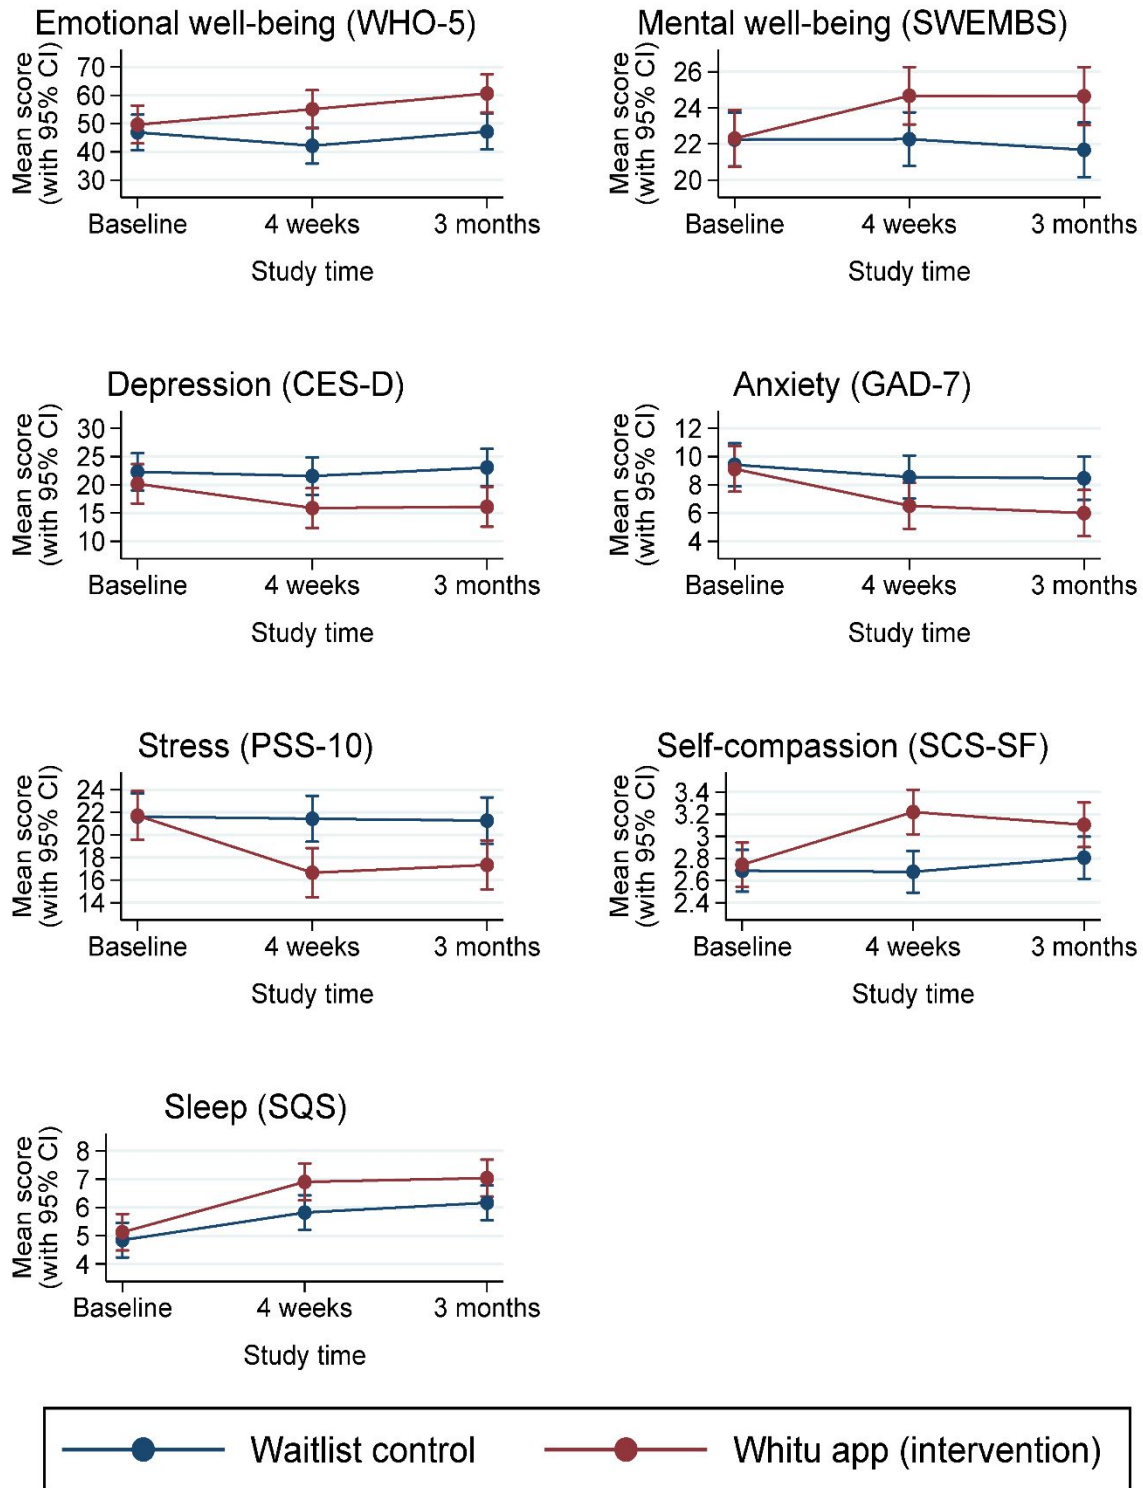 Emotional well-being (WHO-5)
Mean score
(with 95% CI)
70
60
50
40
30
Baseline 4 weeks 3 months
Study time
Mental well-being (SWEMBS)
Mean score
(with 95% CI)
26
24
22
20
Baseline 4 weeks 3 months
Study time
Depression (CES-D)
Mean score
(with 95% CI)
30
25
20
15
10
Baseline 4 weeks 3 months
Study time
Anxiety (GAD-7)
Mean score
(with 95% CI)
12
10
8
6
4
Baseline 4 weeks 3 months
Study time
Stress (PSS-10)
Mean score
(with 95% CI)
24
22
20
18
16
14
Baseline 4 weeks 3 months
Study time
Self-compassion (SCS-SF)
Mean score
(with 95% CI)
3.4
3.2
3
2.8
2.6
2.4
Baseline 4 weeks 3 months
Study time
Sleep (SQS)
Mean score
(with 95% CI)
8
7
6
5
4
Baseline 4 weeks 3 months
Study time
Waitlist control Whitu app (intervention)